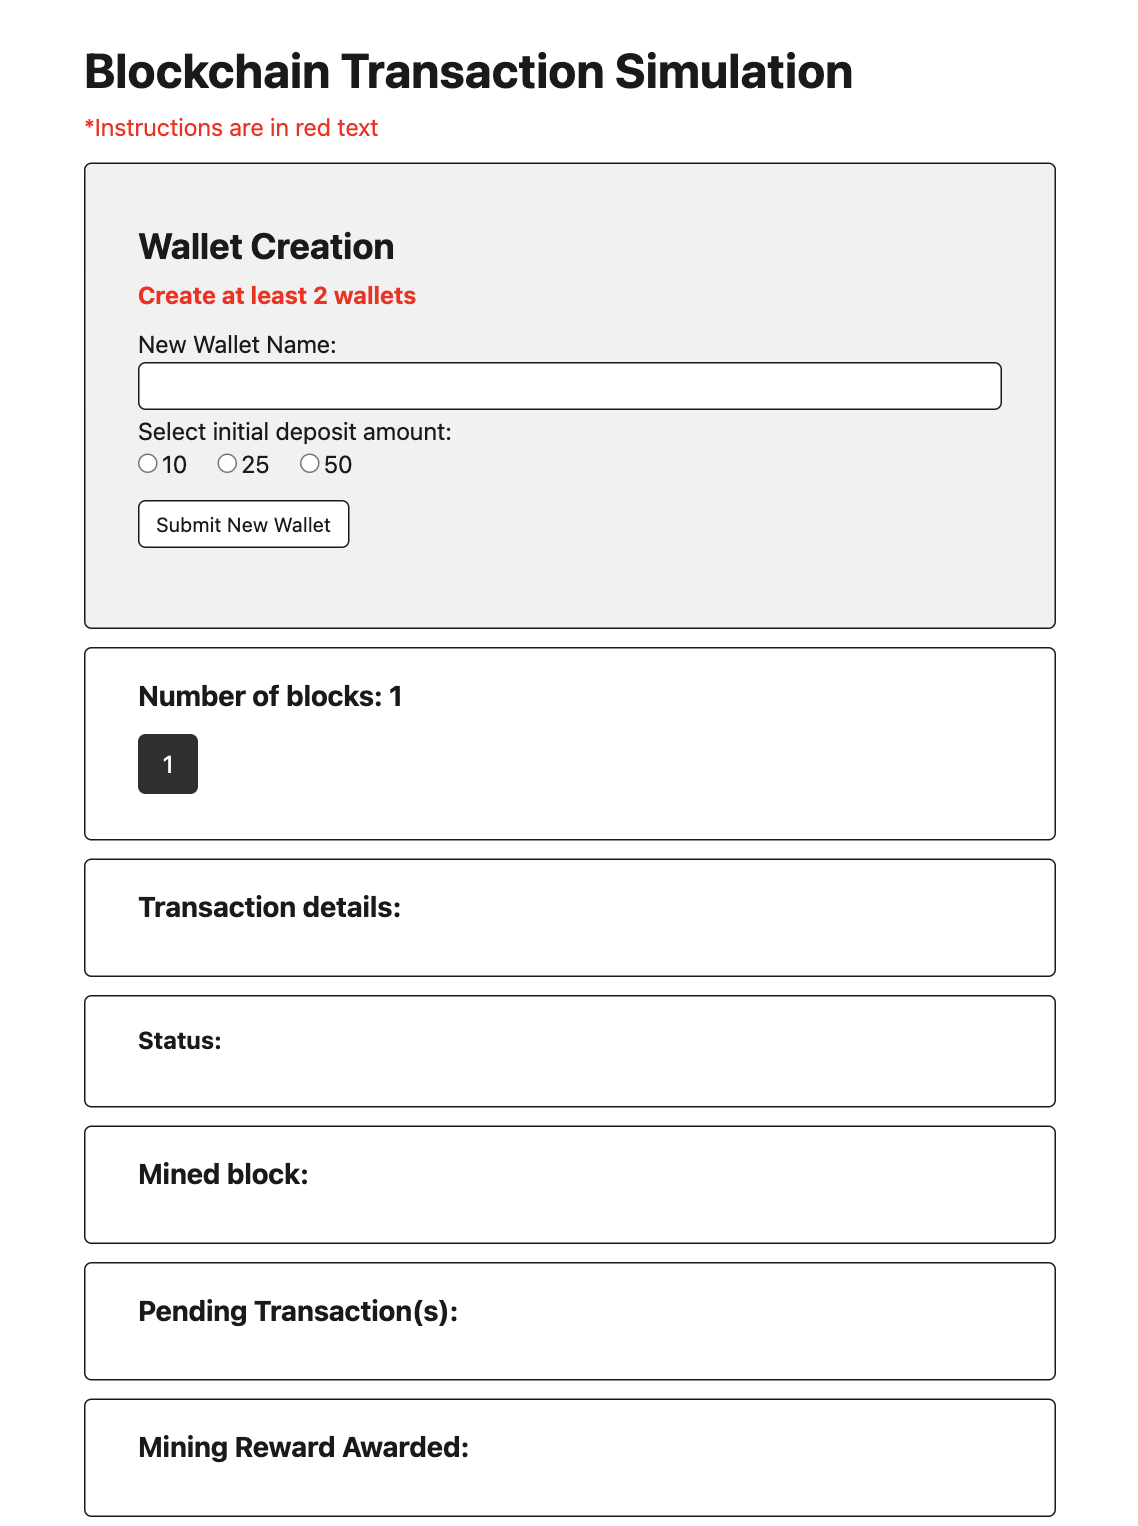 Blockchain Transaction Simulation
*Instructions are in red text
Wallet Creation
Create at least 2 wallets
New Wallet Name:
Select initial deposit amount:
10 25 50
Submit New Wallet
Number of blocks: 1
1
Transaction details:
Status:
Mined block:
Pending Transaction(s):
Mining Reward Awarded: